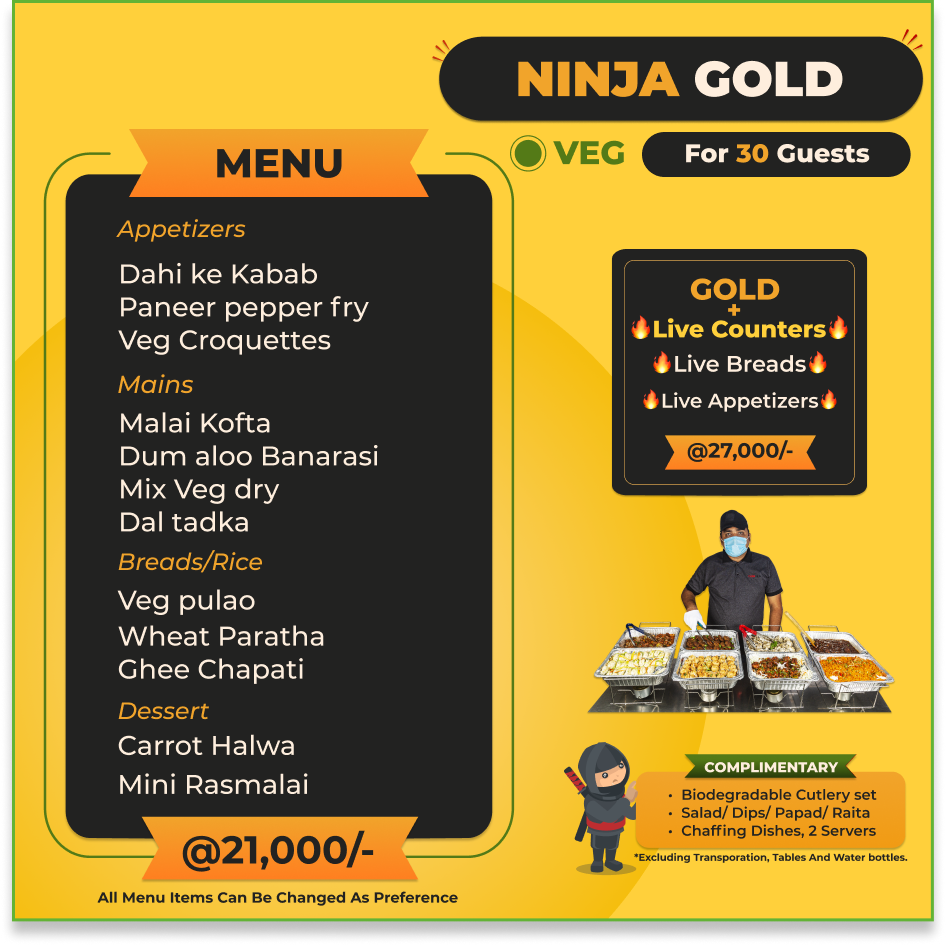 NINJA GOLD
VEG
For 30 Guests
MENU
Appetizers
Dahi ke Kabab
Paneer pepper fry
Veg Croquettes
Mains
Malai Kofta
Dum aloo Banarasi
Mix Veg dry
Dal tadka
Breads/Rice
Veg pulao
Wheat Paratha
Ghee Chapati
Dessert
Carrot Halwa
Mini Rasmalai
@21,000/-
All Menu Items Can Be Changed As Preference
GOLD
+
🔥Live Counters🔥
🔥Live Breads🔥
🔥Live Appetizers🔥
@27,000/-
COMPLIMENTARY
• Biodegradable Cutlery set
• Salad/ Dips/ Papad/ Raita
• Chaffing Dishes, 2 Servers
*Excluding Transporation, Tables And Water bottles.